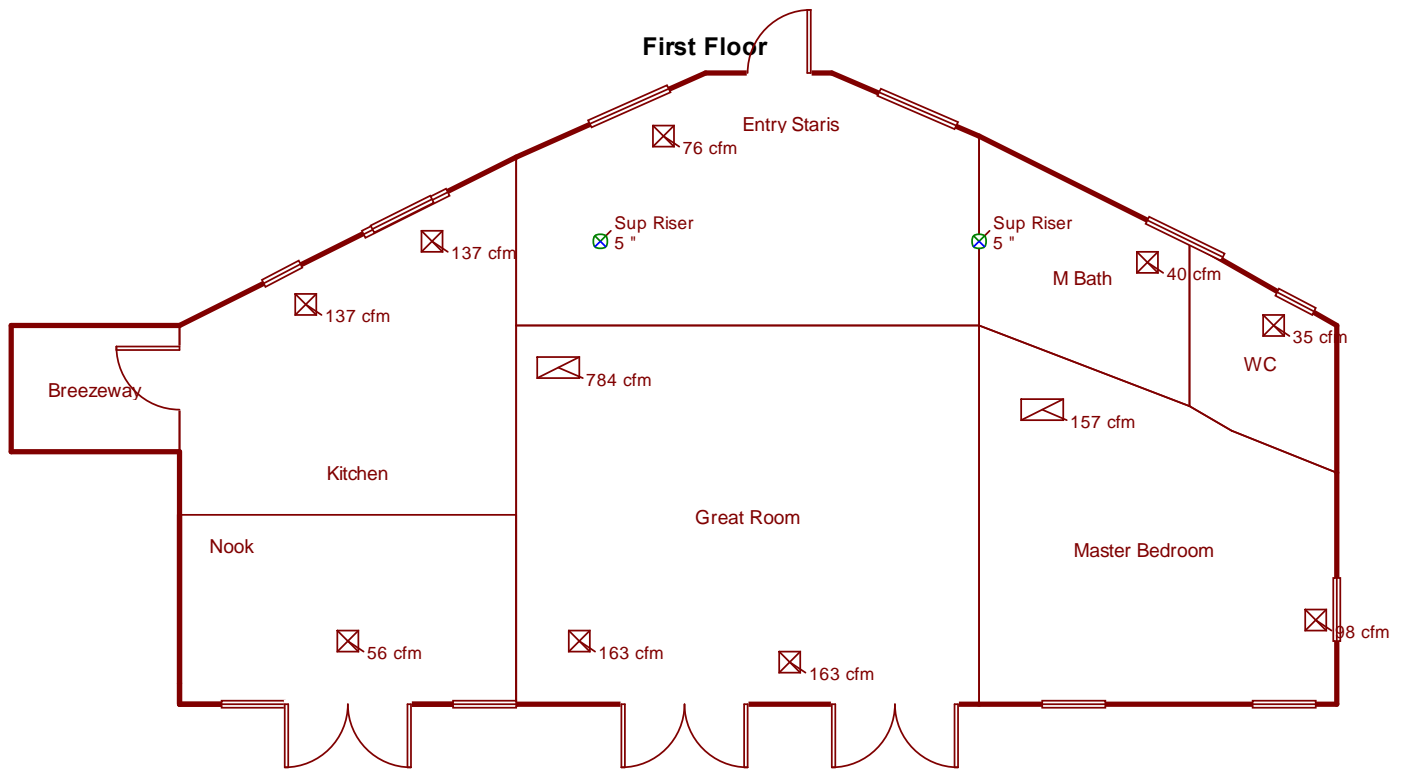 First Floor
Entry Staris
76 cfm
Sup Riser
5 "
Sup Riser
5 "
137 cfm
40 cfm
M Bath
137 cfm
35 cfm
WC
784 cfm
Breezeway
157 cfm
Kitchen
Great Room
Nook
Master Bedroom
98 cfm
56 cfm
163 cfm
163 cfm